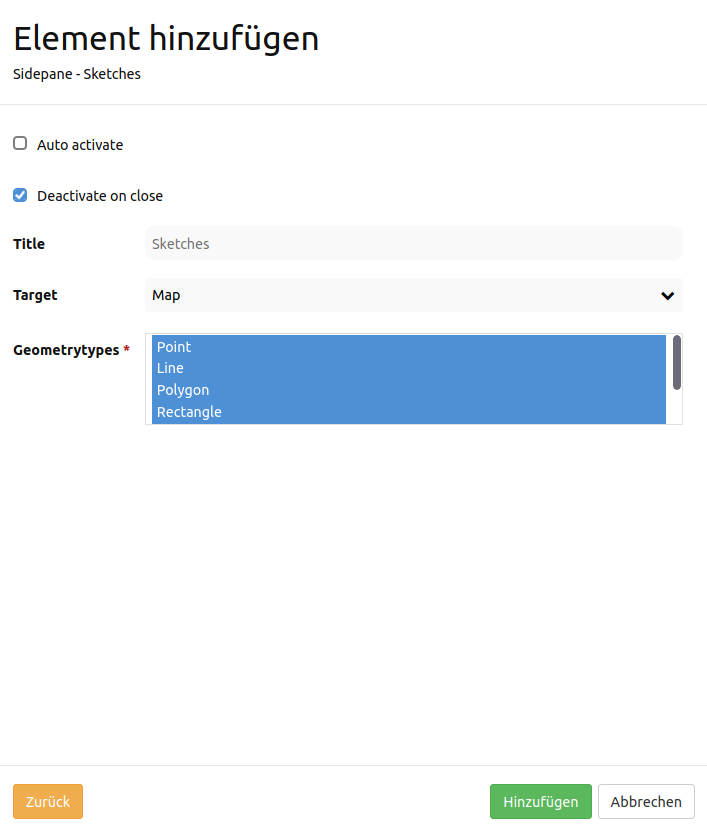 Element hinzufügen
Sidepane - Sketches
Auto activate
Deactivate on close
Title Sketches
Target Map
Geometrytypes * Point
Line
Polygon
Rectangle
Zurück Hinzufügen Abbrechen